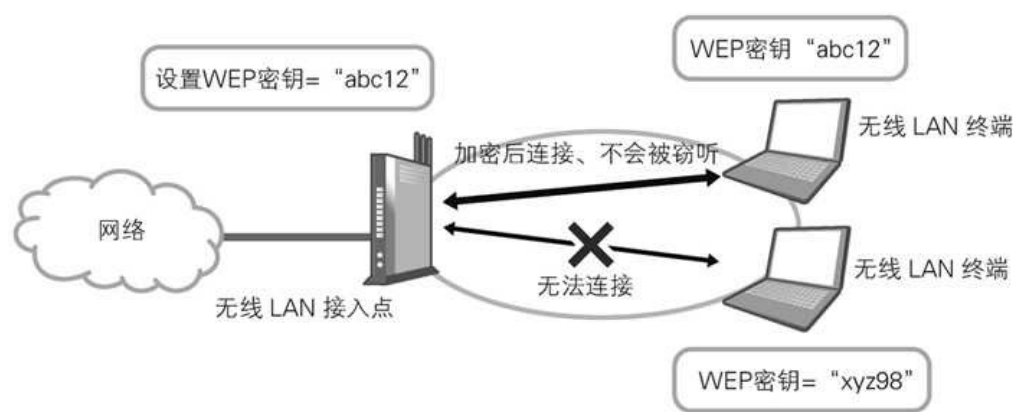 WEP密钥“abc12”
设置WEP密钥=“abc12”
无线 LAN 终端
加密后连接、不会被窃听
网络
无线 LAN 终端
无法连接
无线 LAN 接入点
WEP密钥=“xyz98”